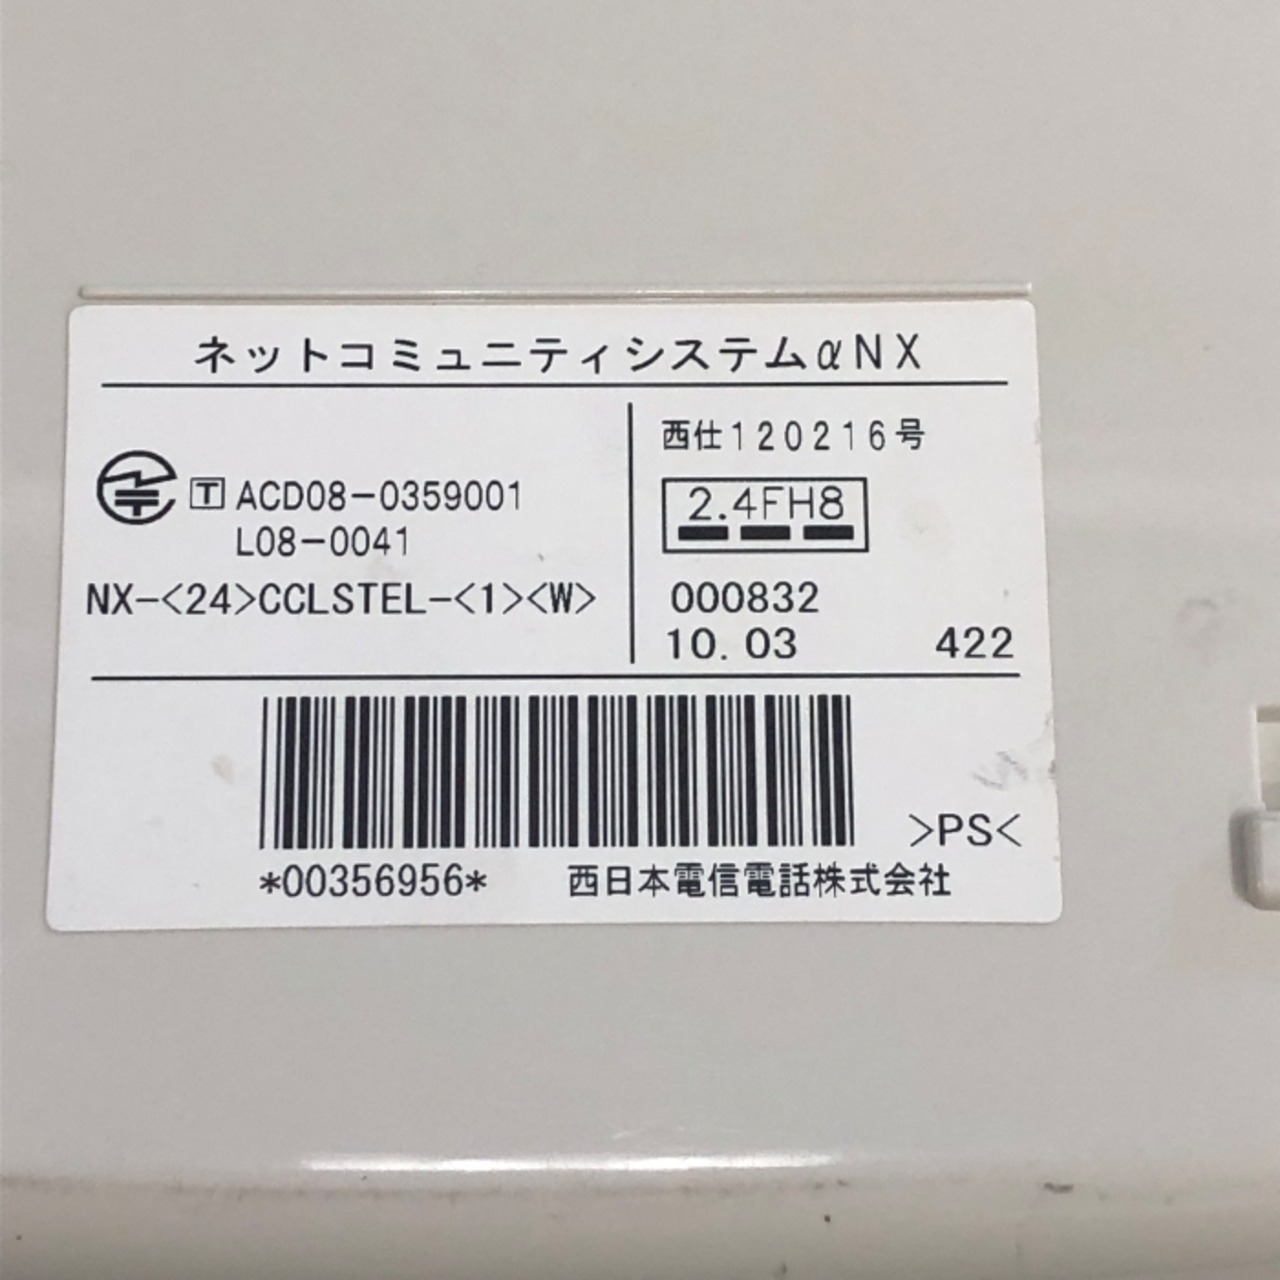 ネットコミュニティシステムαNX
T ACD08-0359001
L08-0041
NX-<24>CCLSTEL-<1><W>
西仕120216号
2.4FH8
000832
10.03 422
>PS<
*00356956* 西日本電信電話株式会社